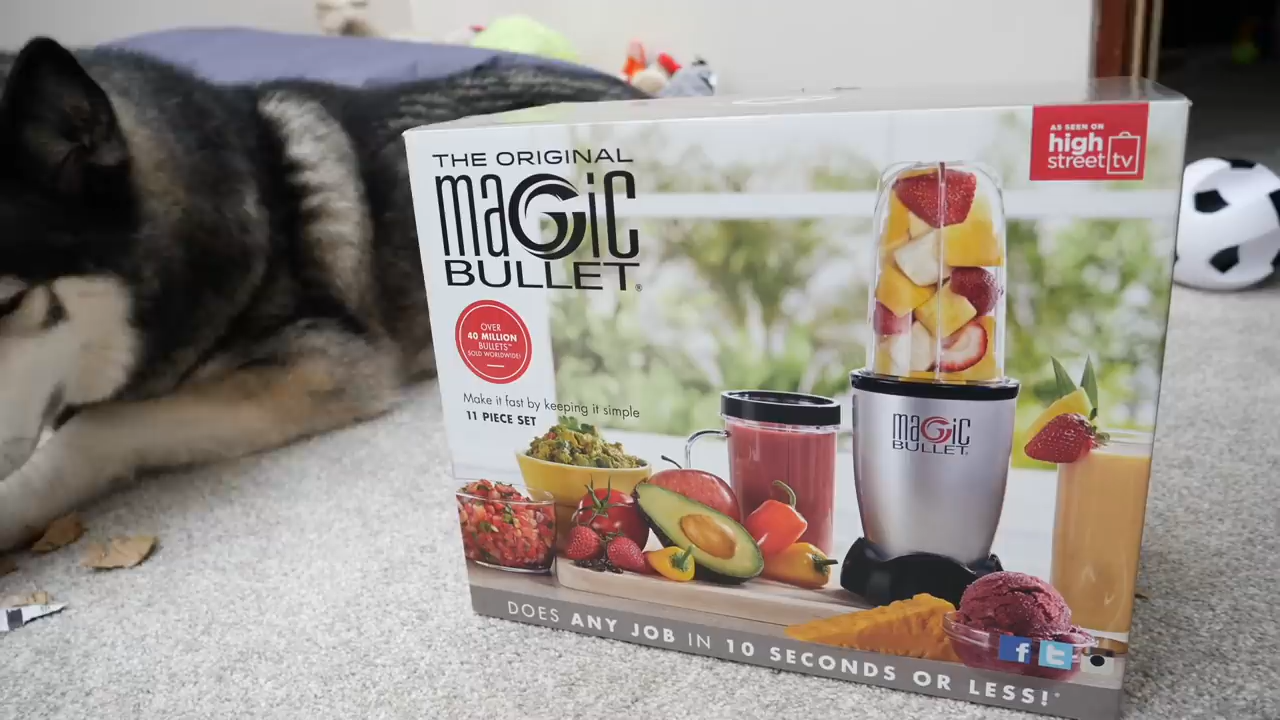 THE ORIGINAL
magic
BULLET®
OVER
40 MILLION
BULLETS™
SOLD WORLDWIDE!
Make it fast by keeping it simple
11 PIECE SET
AS SEEN ON
high
street tv
magic
BULLET®
DOES ANY JOB IN 10 SECONDS OR LESS!*
f t